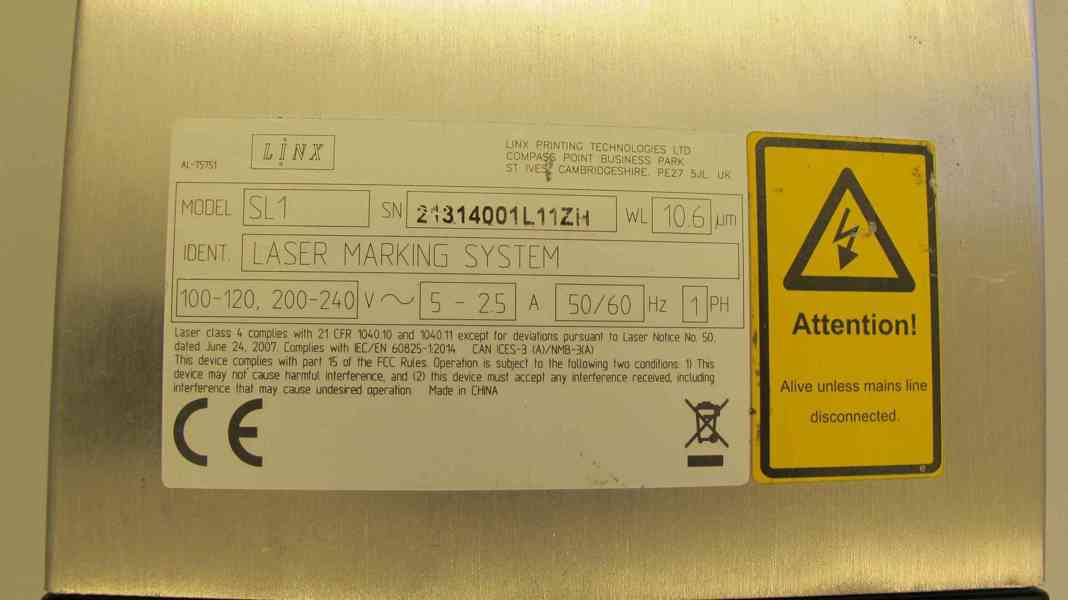 AL-75751
LINX
LINX PRINTING TECHNOLOGIES LTD
COMPASS POINT BUSINESS PARK
ST IVES, CAMBRIDGESHIRE. PE27 5JL UK
MODEL SL1 SN 21314001L11ZH WL 10.6 µm
IDENT. LASER MARKING SYSTEM
100-120, 200-240 V ~ 5 - 2.5 A 50/60 Hz 1 PH
Laser class 4 complies with 21 CFR 1040.10 and 1040.11 except for deviations pursuant to Laser Notice No. 50,
dated June 24, 2007. Complies with IEC/EN 60825-1:2014 CAN ICES-3 (A)/NMB-3(A)
This device complies with part 15 of the FCC Rules. Operation is subject to the following two conditions: 1) This
device may not cause harmful interference, and (2) this device must accept any interference received, including
interference that may cause undesired operation. Made in CHINA
CE
Attention!
Alive unless mains line
disconnected.